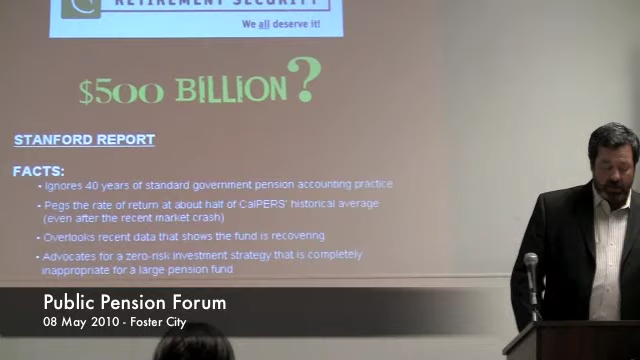 RETIREMENT SECURITY
We all deserve it!
$500 BILLION?
STANFORD REPORT
FACTS:
• Ignores 40 years of standard government pension accounting practice
• Pegs the rate of return at about half of CalPERS' historical average
(even after the recent market crash)
• Overlooks recent data that shows the fund is recovering
• Advocates for a zero-risk investment strategy that is completely
inappropriate for a large pension fund
Public Pension Forum
08 May 2010 - Foster City